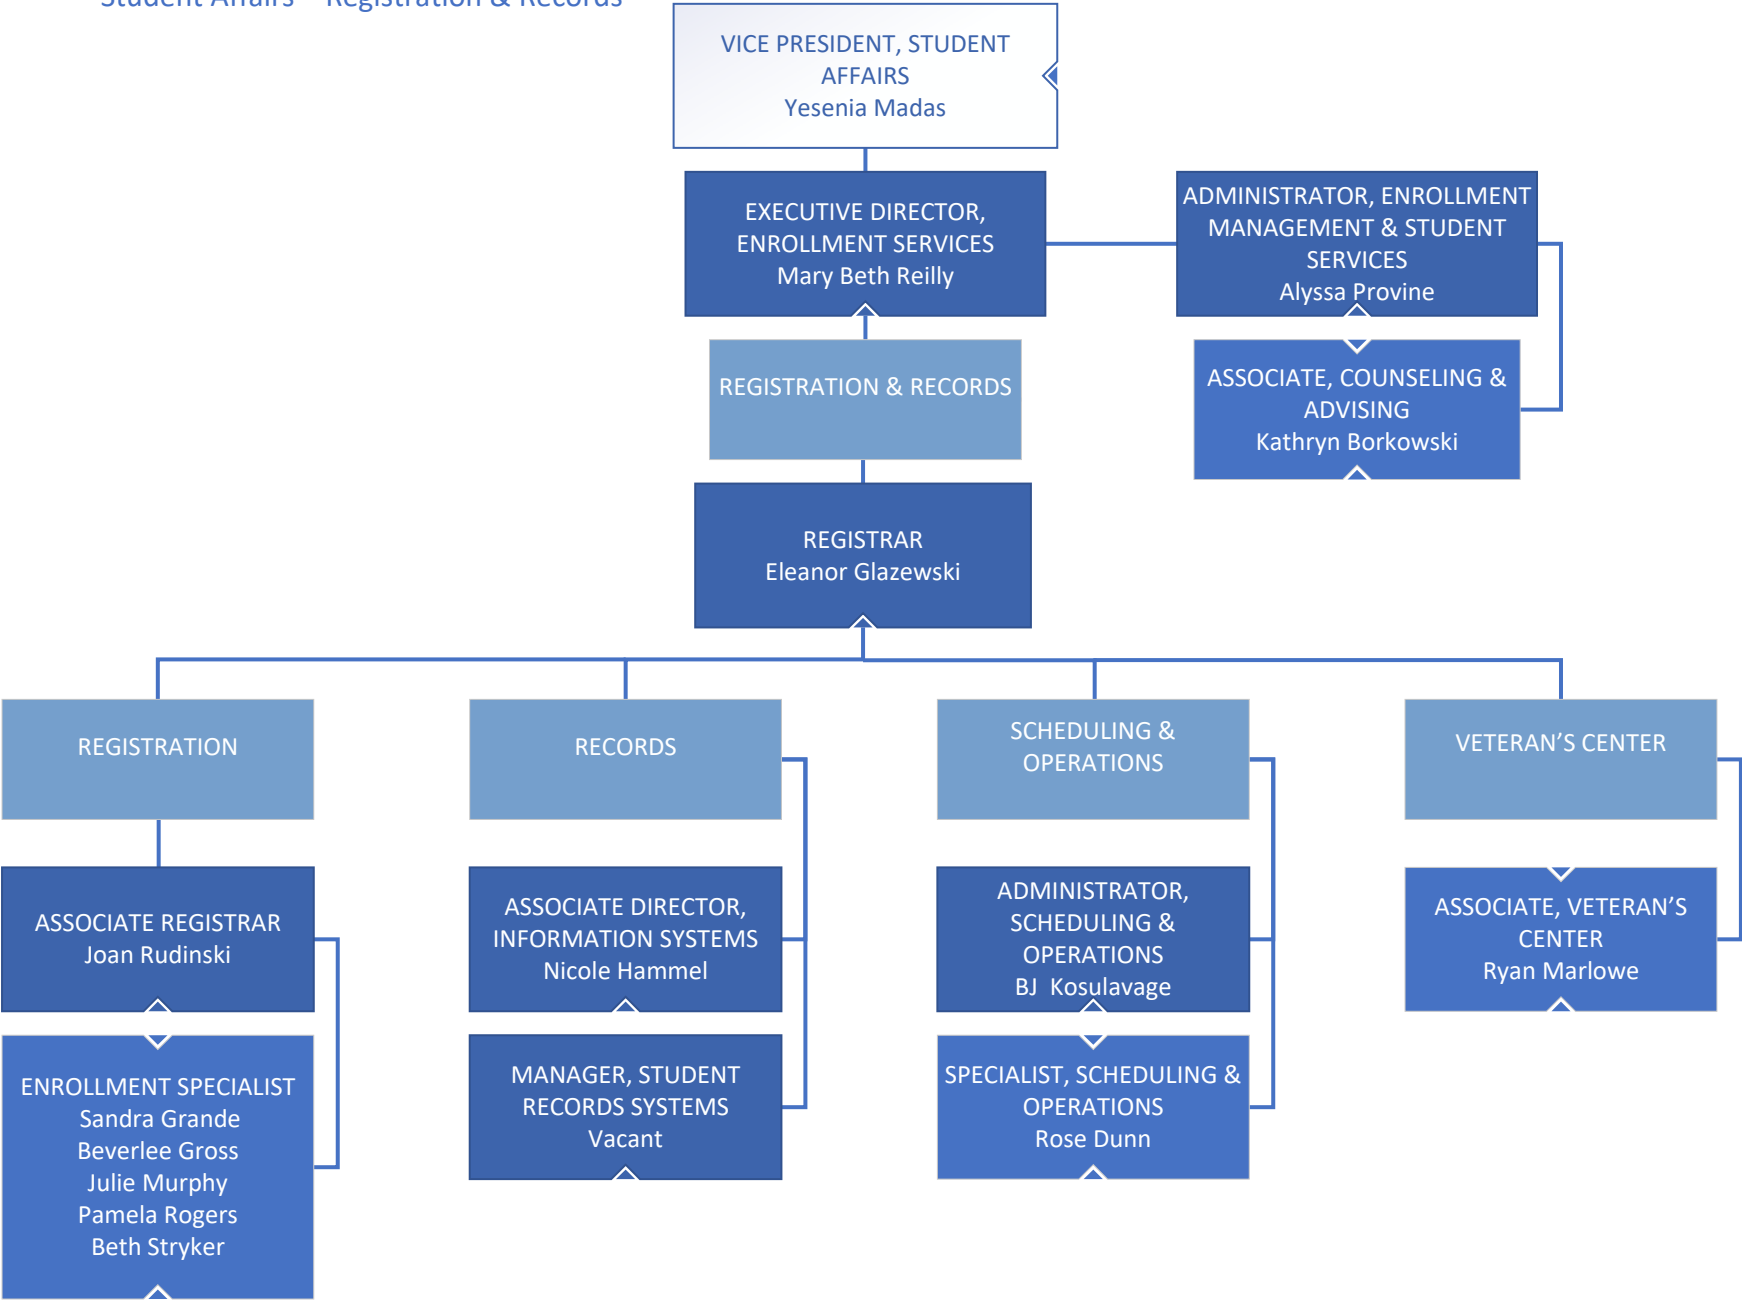 Student Affairs – Registration & Records
VICE PRESIDENT, STUDENT
AFFAIRS
Yesenia Madas
EXECUTIVE DIRECTOR,
ENROLLMENT SERVICES
Mary Beth Reilly
ADMINISTRATOR, ENROLLMENT
MANAGEMENT & STUDENT
SERVICES
Alyssa Provine
REGISTRATION & RECORDS
ASSOCIATE, COUNSELING &
ADVISING
Kathryn Borkowski
REGISTRAR
Eleanor Glazewski
REGISTRATION
RECORDS
SCHEDULING &
OPERATIONS
VETERAN’S CENTER
ASSOCIATE REGISTRAR
Joan Rudinski
ASSOCIATE DIRECTOR,
INFORMATION SYSTEMS
Nicole Hammel
ADMINISTRATOR,
SCHEDULING &
OPERATIONS
BJ  Kosulavage
ASSOCIATE, VETERAN’S
CENTER
Ryan Marlowe
ENROLLMENT SPECIALIST
Sandra Grande
Beverlee Gross
Julie Murphy
Pamela Rogers
Beth Stryker
MANAGER, STUDENT
RECORDS SYSTEMS
Vacant
SPECIALIST, SCHEDULING &
OPERATIONS
Rose Dunn